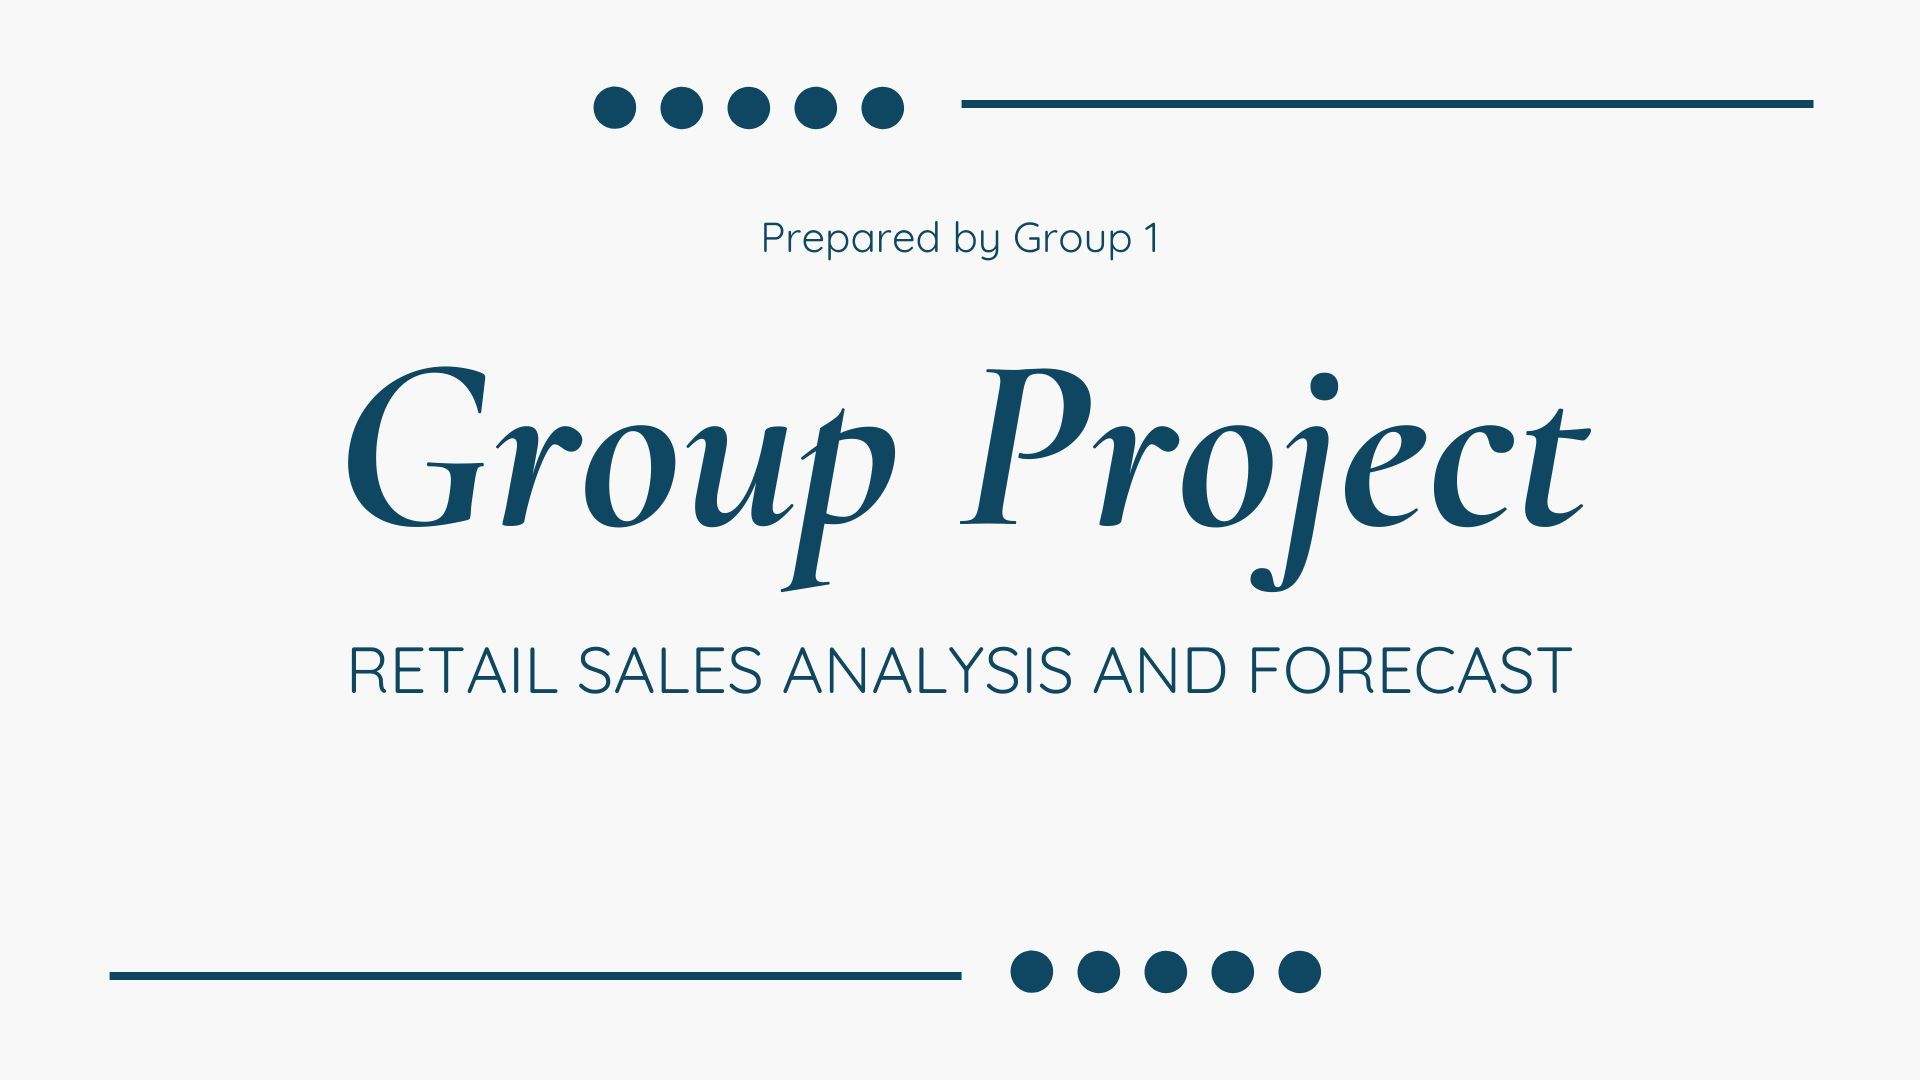 Prepared by Group 1
Group Project
RETAIL SALES ANALYSIS AND FORECAST